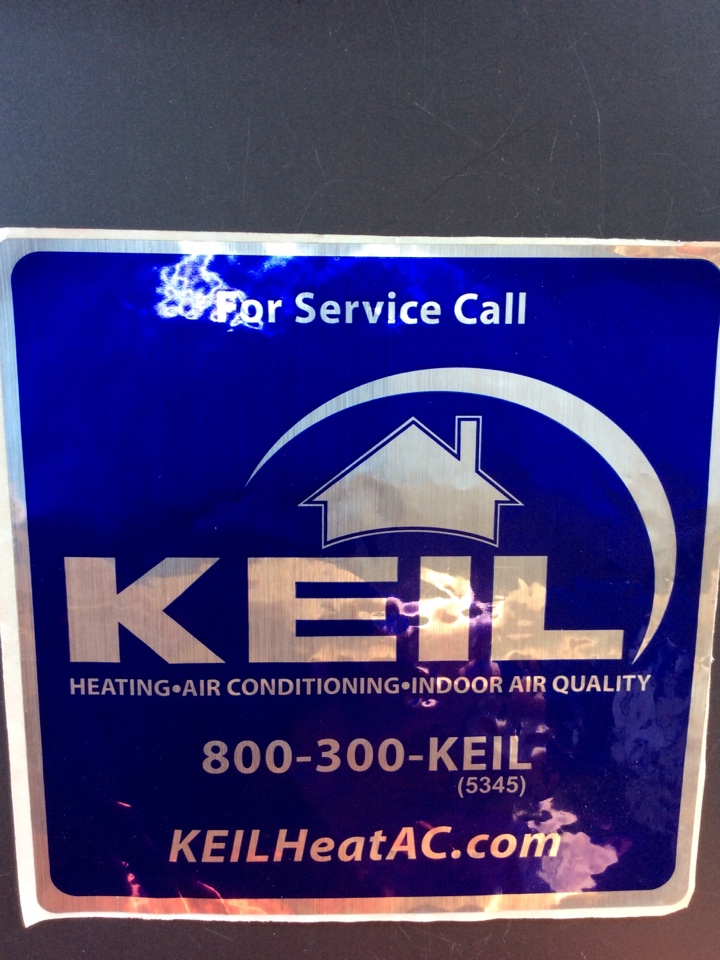 For Service Call
KEIL
HEATING•AIR CONDITIONING•INDOOR AIR QUALITY
800-300-KEIL
(5345)
KEILHeatAC.com